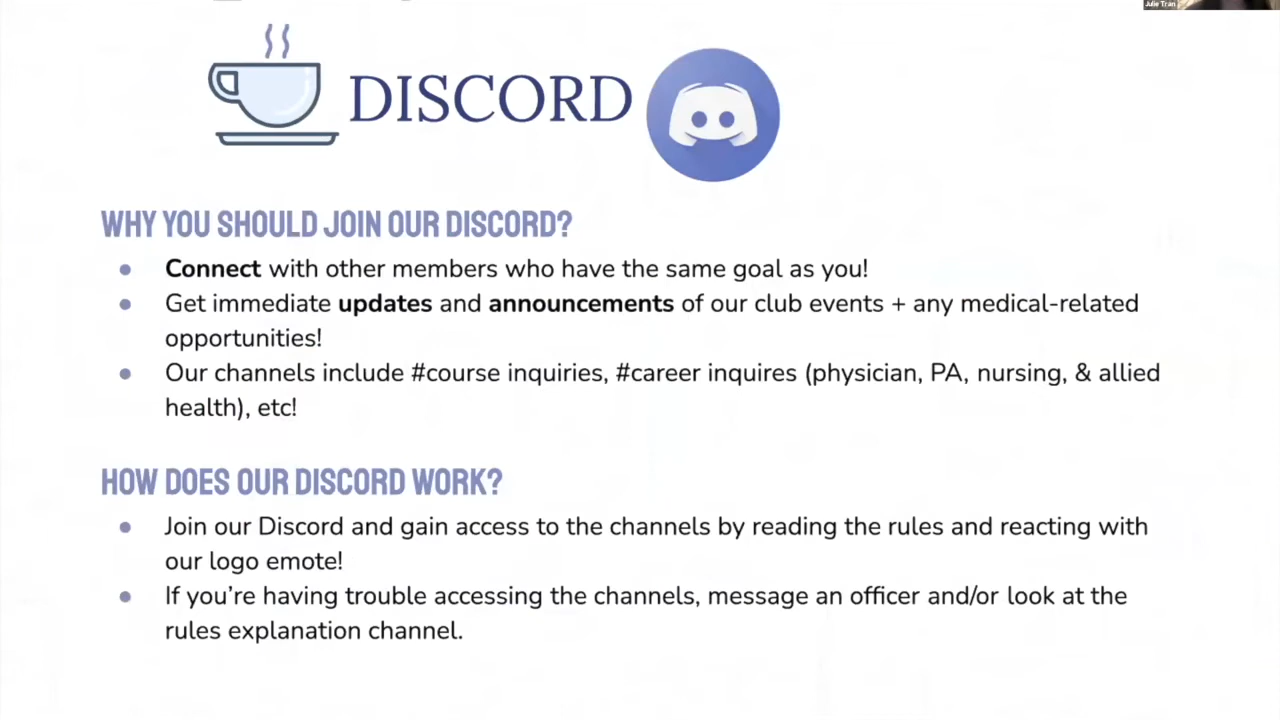 Julie Tran
DISCORD
WHY YOU SHOULD JOIN OUR DISCORD?
● Connect with other members who have the same goal as you!
● Get immediate updates and announcements of our club events + any medical-related
opportunities!
● Our channels include #course inquiries, #career inquires (physician, PA, nursing, & allied
health), etc!
HOW DOES OUR DISCORD WORK?
● Join our Discord and gain access to the channels by reading the rules and reacting with
our logo emote!
● If you’re having trouble accessing the channels, message an officer and/or look at the
rules explanation channel.